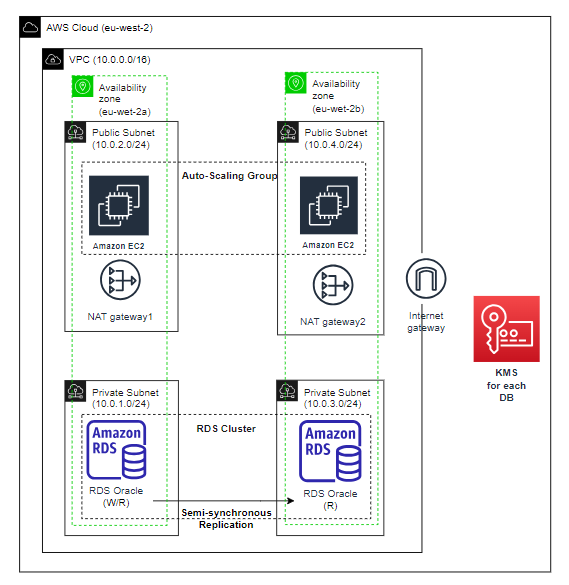 AWS Cloud (eu-west-2)
VPC (10.0.0.0/16)
Availability
zone
(eu-wet-2a)
Availability
zone
(eu-wet-2b)
Public Subnet
(10.0.2.0/24)
Public Subnet
(10.0.4.0/24)
Auto-Scaling Group
Amazon EC2
Amazon EC2
NAT gateway1
NAT gateway2
Internet
gateway
KMS
for each
DB
Private Subnet
(10.0.1.0/24)
Private Subnet
(10.0.3.0/24)
RDS Cluster
Amazon
RDS
Amazon
RDS
RDS Oracle
(W/R)
RDS Oracle
(R)
Semi-synchronous
Replication